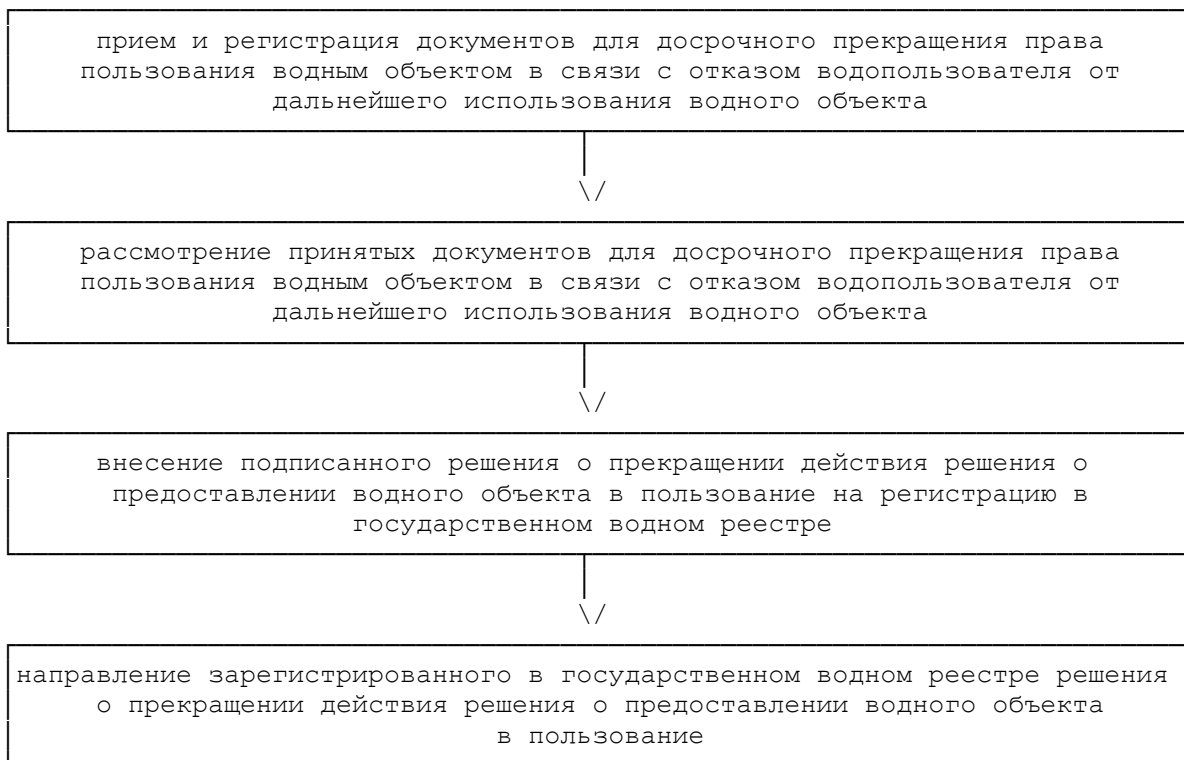 прием и регистрация документов для досрочного прекращения права
пользования водным объектом в связи с отказом водопользователя от
дальнейшего использования водного объекта
\/
рассмотрение принятых документов для досрочного прекращения права
пользования водным объектом в связи с отказом водопользователя от
дальнейшего использования водного объекта
\/
внесение подписанного решения о прекращении действия решения о
предоставлении водного объекта в пользование на регистрацию в
государственном водном реестре
\/
направление зарегистрированного в государственном водном реестре решения
о прекращении действия решения о предоставлении водного объекта
в пользование